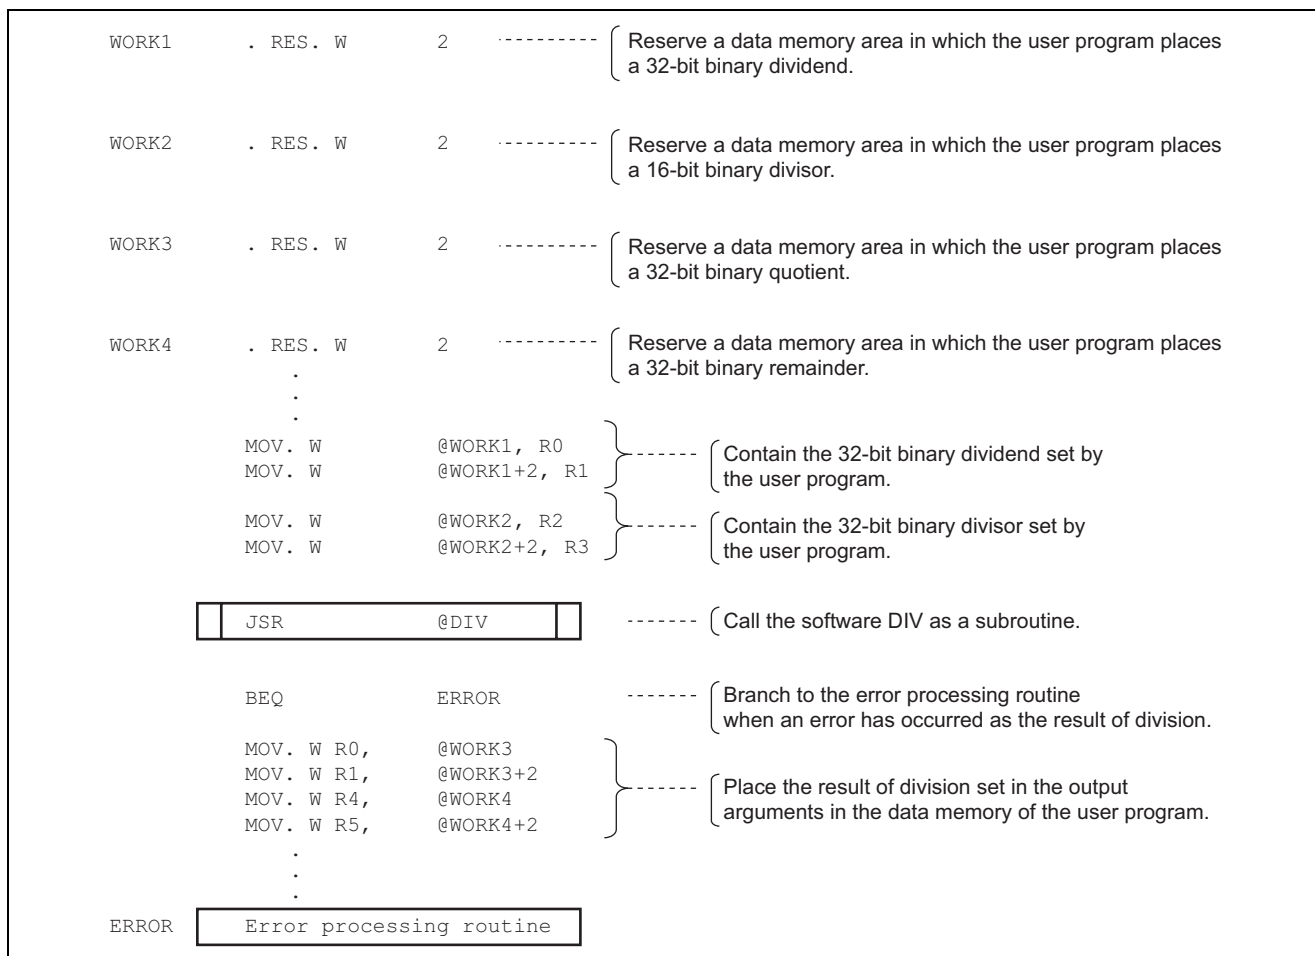 WORK1 . RES. W 2 Reserve a data memory area in which the user program places
a 32-bit binary dividend.
WORK2 . RES. W 2 Reserve a data memory area in which the user program places
a 16-bit binary divisor.
WORK3 . RES. W 2 Reserve a data memory area in which the user program places
a 32-bit binary quotient.
WORK4 . RES. W 2 Reserve a data memory area in which the user program places
a 32-bit binary remainder.
.
.
.
MOV. W @WORK1, R0 Contain the 32-bit binary dividend set by
MOV. W @WORK1+2, R1 the user program.
MOV. W @WORK2, R2 Contain the 32-bit binary divisor set by
MOV. W @WORK2+2, R3 the user program.
JSR @DIV Call the software DIV as a subroutine.
BEQ ERROR Branch to the error processing routine
when an error has occurred as the result of division.
MOV. W R0, @WORK3
MOV. W R1, @WORK3+2 Place the result of division set in the output
MOV. W R4, @WORK4 arguments in the data memory of the user program.
MOV. W R5, @WORK4+2
.
.
.
ERROR Error processing routine